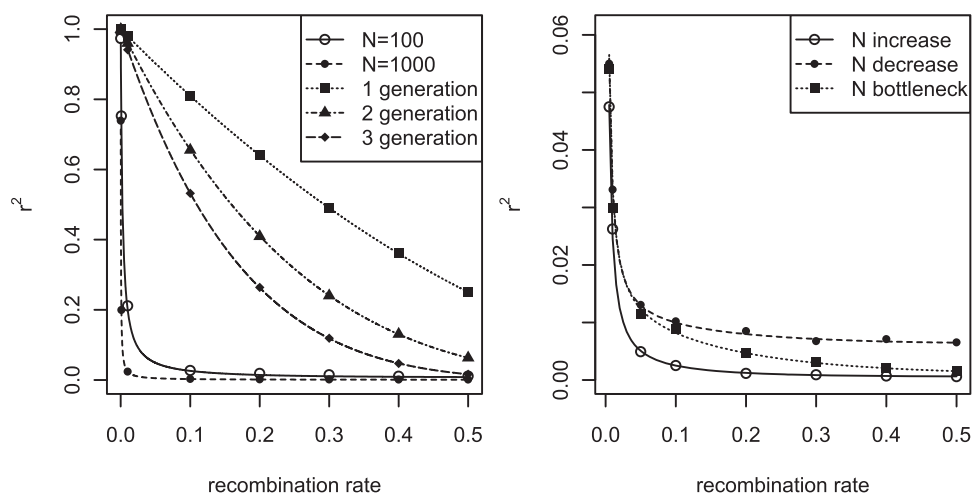 1.0
0.8
0.6
0.4
0.2
0.0
r2
N=100
N=1000
1 generation
2 generation
3 generation
0.0 0.1 0.2 0.3 0.4 0.5
recombination rate
0.06
0.04
0.02
0.00
r2
N increase
N decrease
N bottleneck
0.0 0.1 0.2 0.3 0.4 0.5
recombination rate